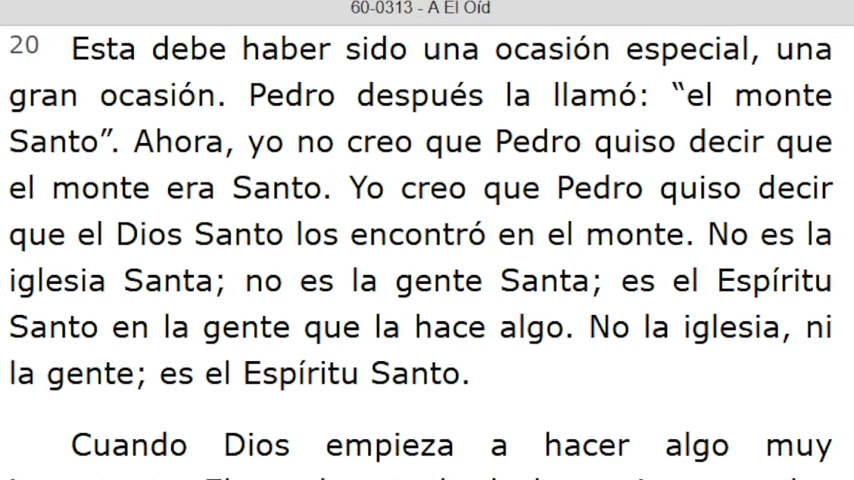 60-0313 - A El Oíd
20 Esta debe haber sido una ocasión especial, una
gran ocasión. Pedro después la llamó: “el monte
Santo”. Ahora, yo no creo que Pedro quiso decir que
el monte era Santo. Yo creo que Pedro quiso decir
que el Dios Santo los encontró en el monte. No es la
iglesia Santa; no es la gente Santa; es el Espíritu
Santo en la gente que la hace algo. No la iglesia, ni
la gente; es el Espíritu Santo.
Cuando Dios empieza a hacer algo muy